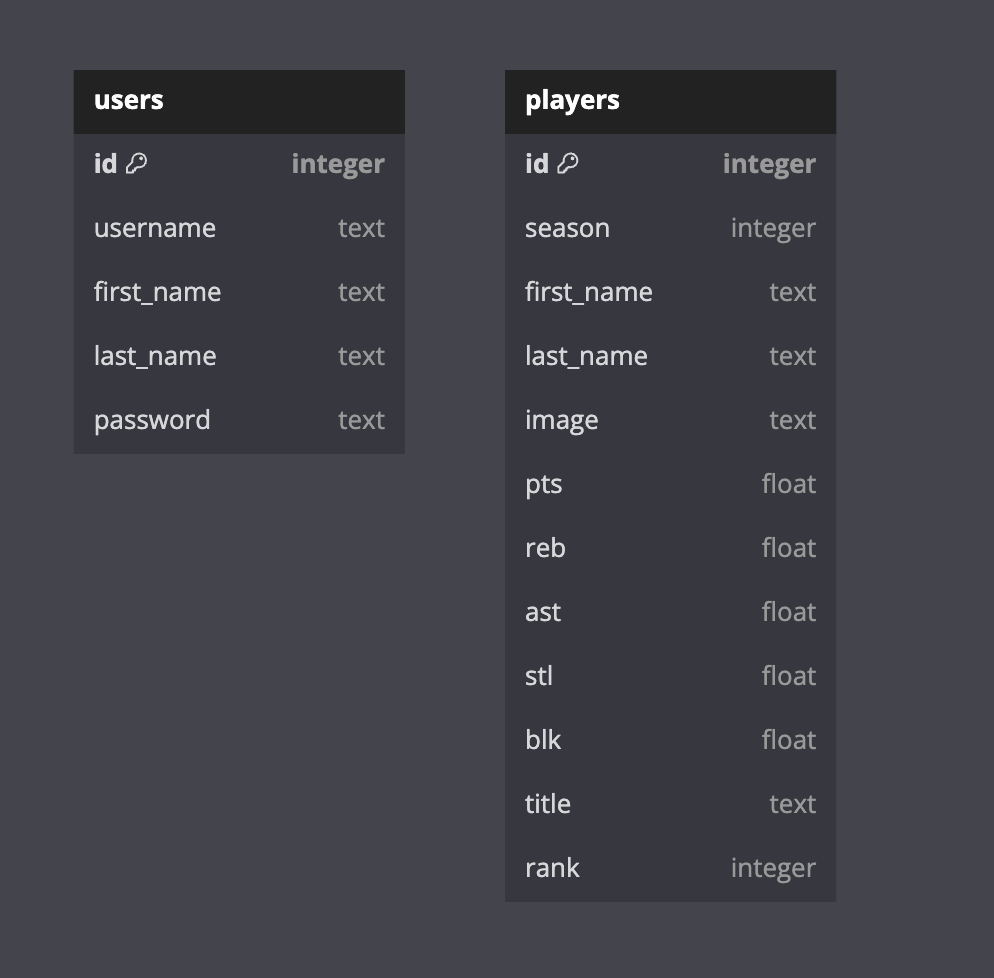 users
id integer
username text
first_name text
last_name text
password text
players
id integer
season integer
first_name text
last_name text
image text
pts float
reb float
ast float
stl float
blk float
title text
rank integer